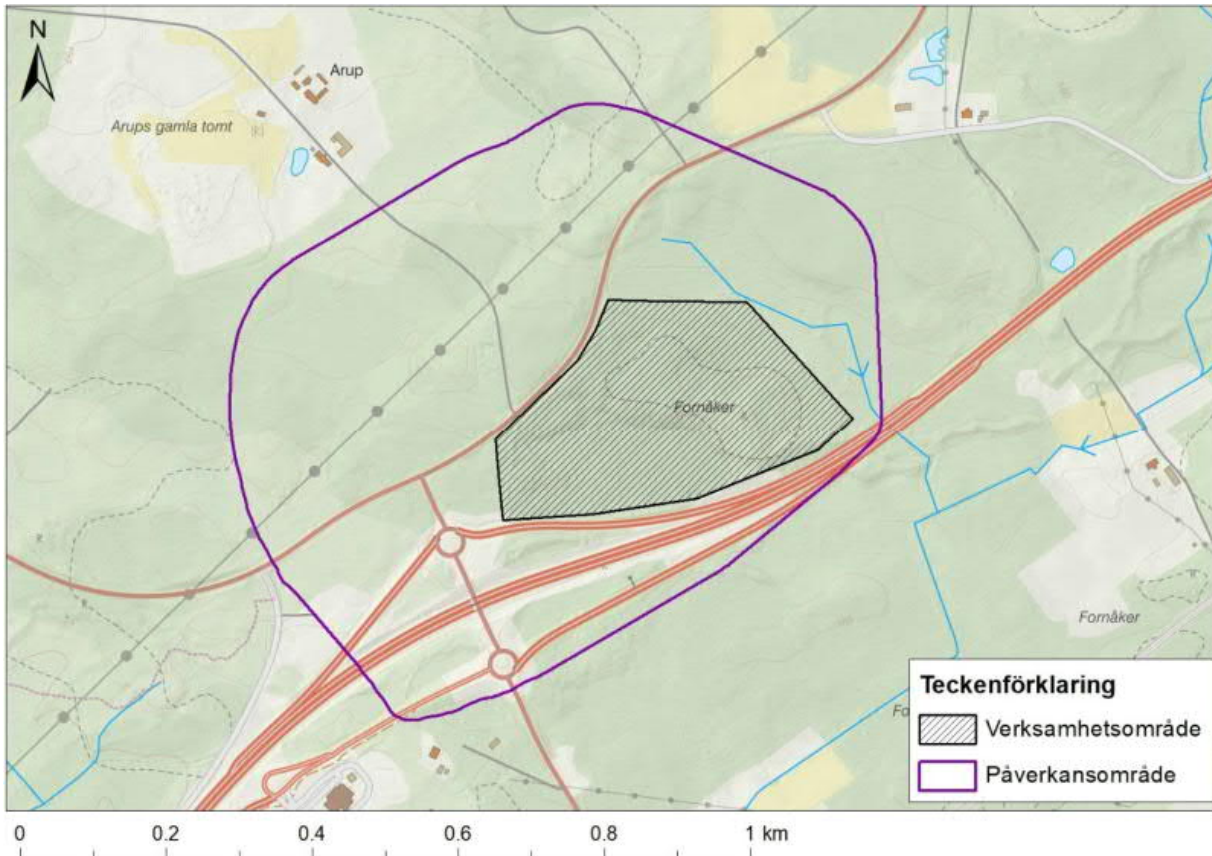 N
Arup
Arups gamla tomt
Fornåker
R
R
R
Fornåker
Fo
Teckenförklaring
Verksamhetsområde
Påverkansområde
0 0.2 0.4 0.6 0.8 1 km